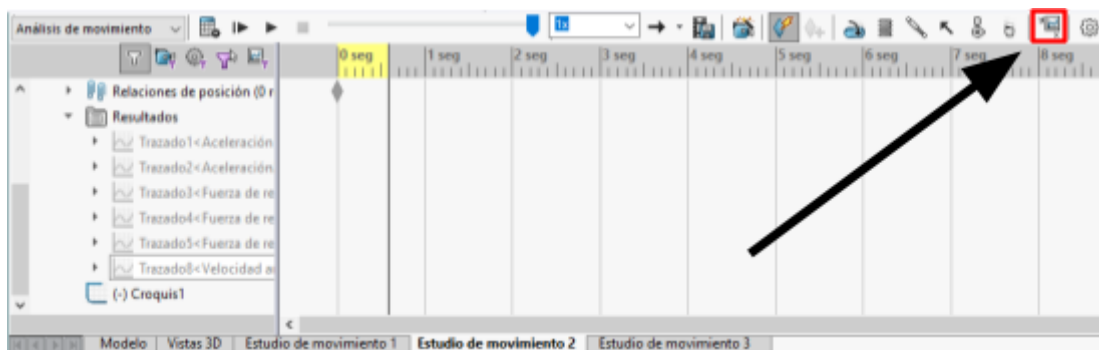 Análisis de movimiento
1x
0 seg 1 seg 2 seg 3 seg 4 seg 5 seg 6 seg 7 seg 8 seg
Relaciones de posición (0 r
Resultados
Trazado1<Aceleración
Trazado2<Aceleración
Trazado3<Fuerza de re
Trazado4<Fuerza de re
Trazado5<Fuerza de re
Trazado8<Velocidad a
(-) Croquis1
Modelo Vistas 3D Estudio de movimiento 1 Estudio de movimiento 2 Estudio de movimiento 3